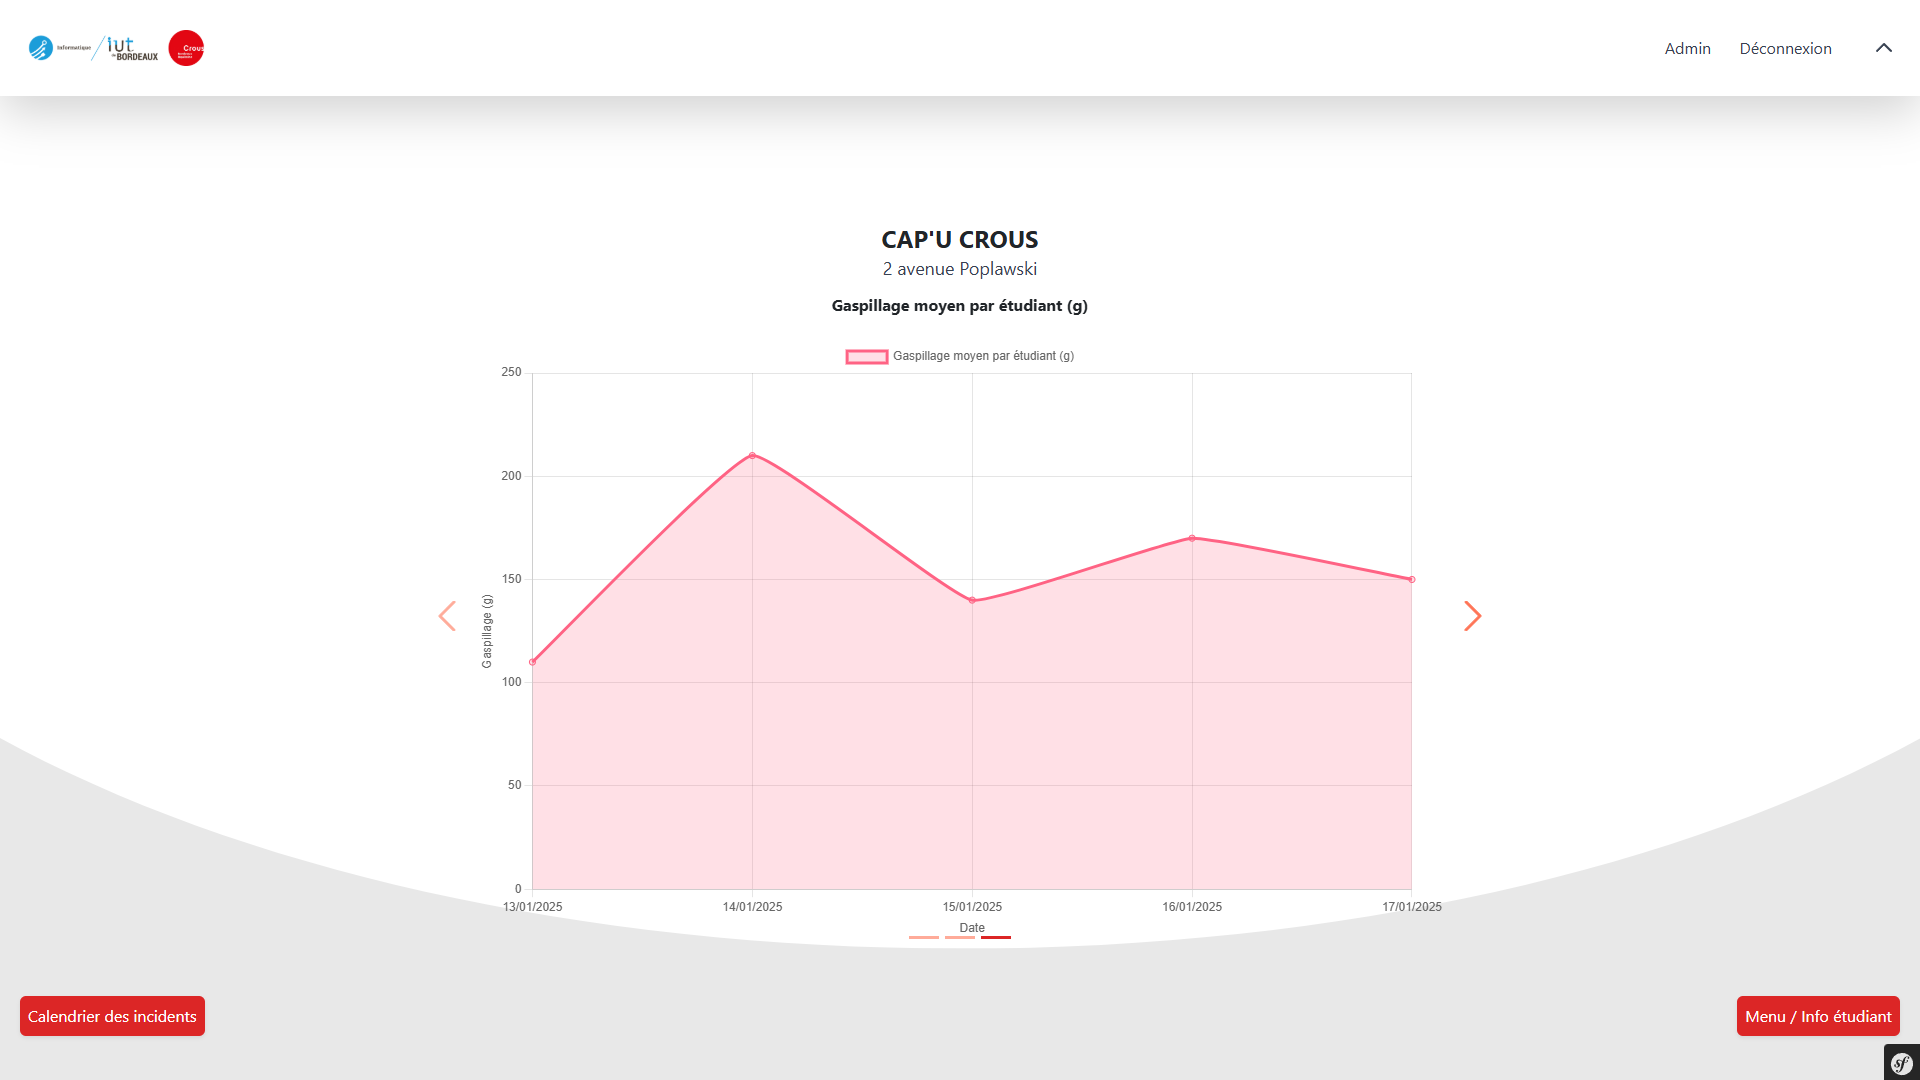 informatique
iut
de BORDEAUX
Crous
Admin
Déconnexion
CAP'U CROUS
2 avenue Poplawski
Gaspillage moyen par étudiant (g)
Gaspillage moyen par étudiant (g)
250
200
150
100
50
0
Gaspillage (g)
13/01/2025
14/01/2025
15/01/2025
16/01/2025
17/01/2025
Date
Calendrier des incidents
Menu / Info étudiant
sf